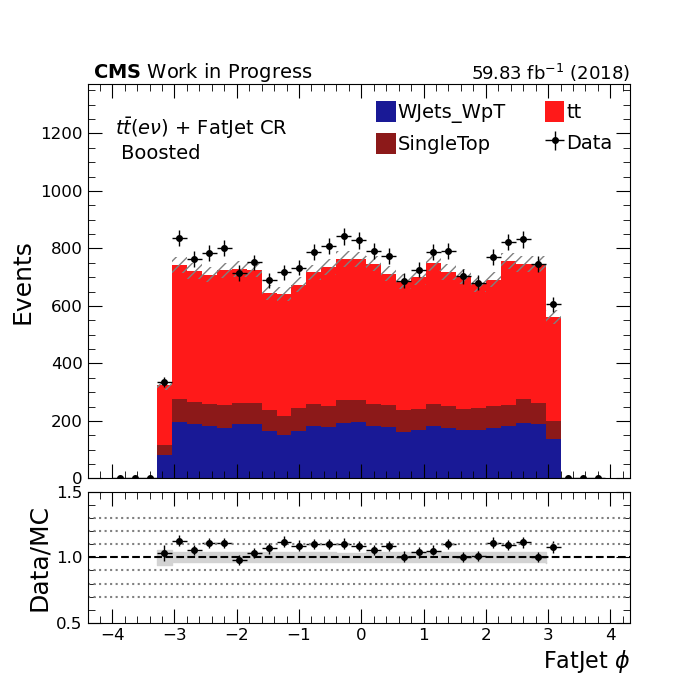 CMS Work in Progress
59.83 fb⁻¹ (2018)
tt̄(eν) + FatJet CR
Boosted
WJets_WpT
tt
SingleTop
Data
Events
1200
1000
800
600
400
200
0
Data/MC
1.5
1.0
0.5
−4 −3 −2 −1 0 1 2 3 4
FatJet ϕ